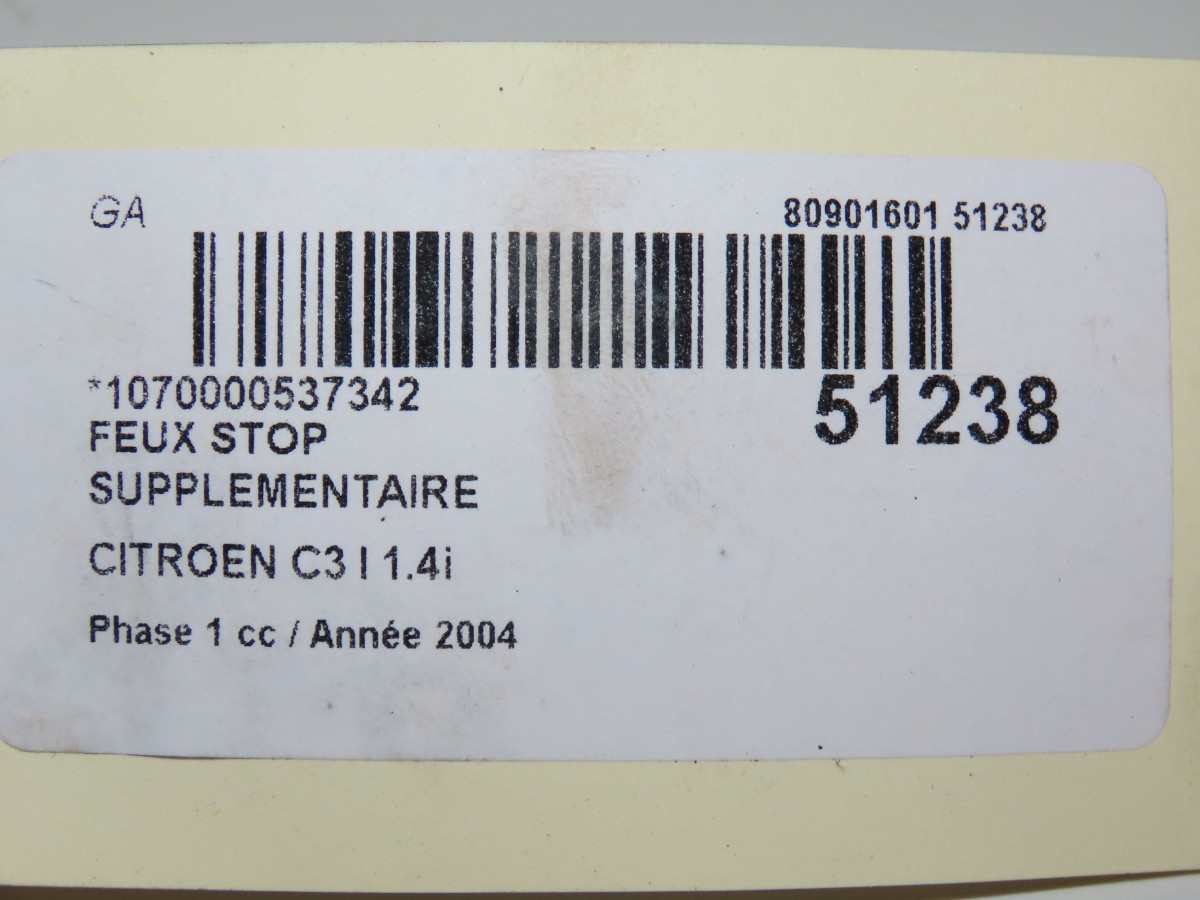 GA
80901601 51238
*1070000537342
51238
FEUX STOP
SUPPLEMENTAIRE
CITROEN C3 I 1.4i
Phase 1 cc / Année 2004